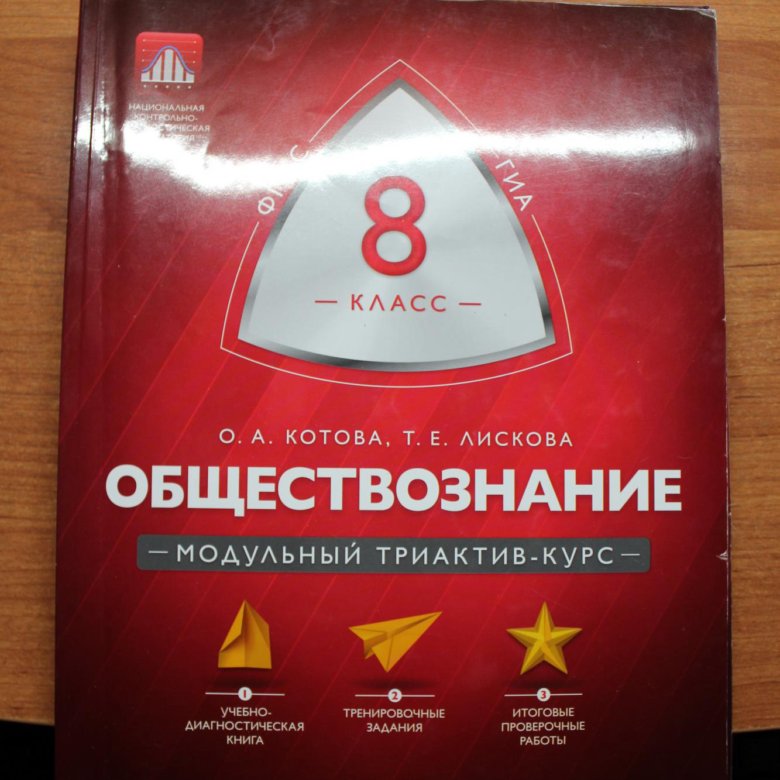 НАЦИОНАЛЬНАЯ
КОНТРОЛЬНО-
ДИАГНОСТИЧЕСКАЯ
ГИА
8
— КЛАСС —
О. А. КОТОВА, Т. Е. ЛИСКОВА
ОБЩЕСТВОЗНАНИЕ
— МОДУЛЬНЫЙ ТРИАКТИВ-КУРС —
1
УЧЕБНО-
ДИАГНОСТИЧЕСКАЯ
КНИГА
2
ТРЕНИРОВОЧНЫЕ
ЗАДАНИЯ
3
ИТОГОВЫЕ
ПРОВЕРОЧНЫЕ
РАБОТЫ